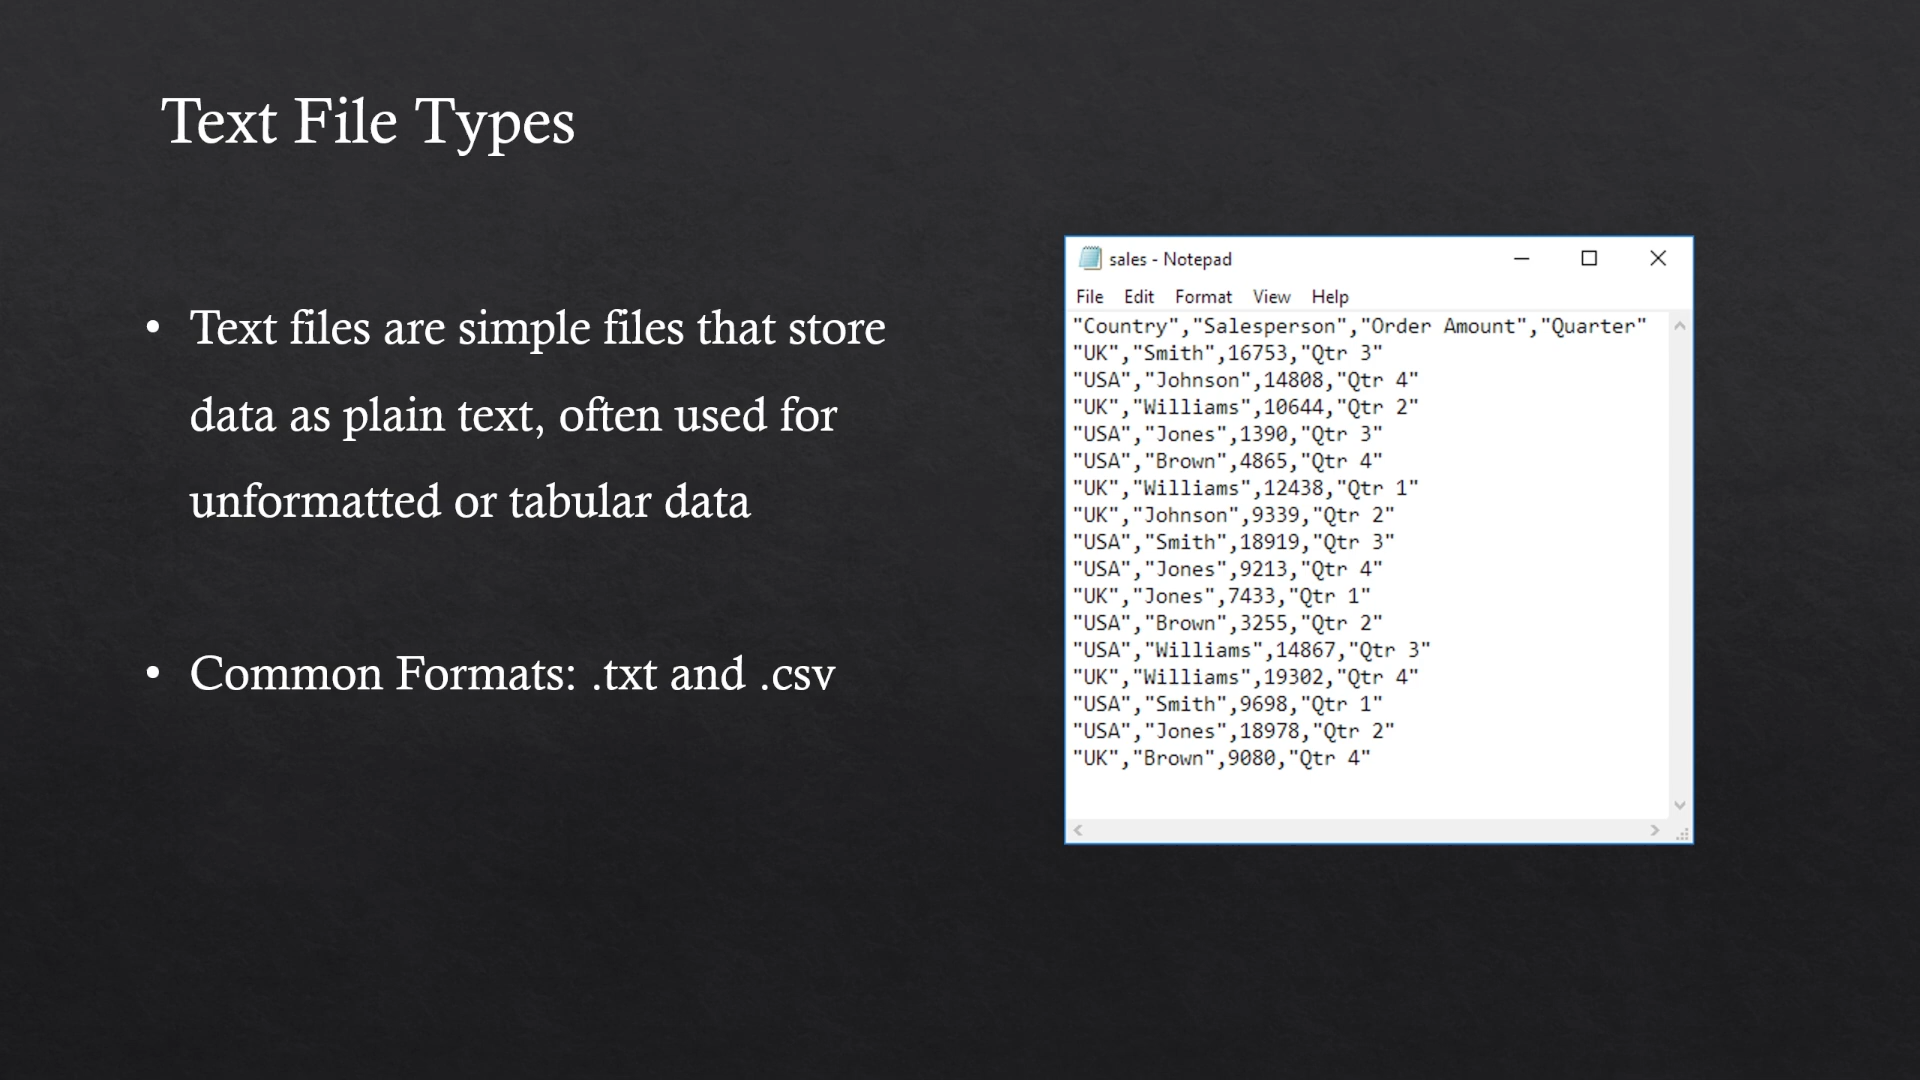 Text File Types
• Text files are simple files that store
data as plain text, often used for
unformatted or tabular data
• Common Formats: .txt and .csv
sales - Notepad
File Edit Format View Help
"Country","Salesperson","Order Amount","Quarter"
"UK","Smith",16753,"Qtr 3"
"USA","Johnson",14808,"Qtr 4"
"UK","Williams",10644,"Qtr 2"
"USA","Jones",1390,"Qtr 3"
"USA","Brown",4865,"Qtr 4"
"UK","Williams",12438,"Qtr 1"
"UK","Johnson",9339,"Qtr 2"
"USA","Smith",18919,"Qtr 3"
"USA","Jones",9213,"Qtr 4"
"UK","Jones",7433,"Qtr 1"
"USA","Brown",3255,"Qtr 2"
"USA","Williams",14867,"Qtr 3"
"UK","Williams",19302,"Qtr 4"
"USA","Smith",9698,"Qtr 1"
"USA","Jones",18978,"Qtr 2"
"UK","Brown",9080,"Qtr 4"